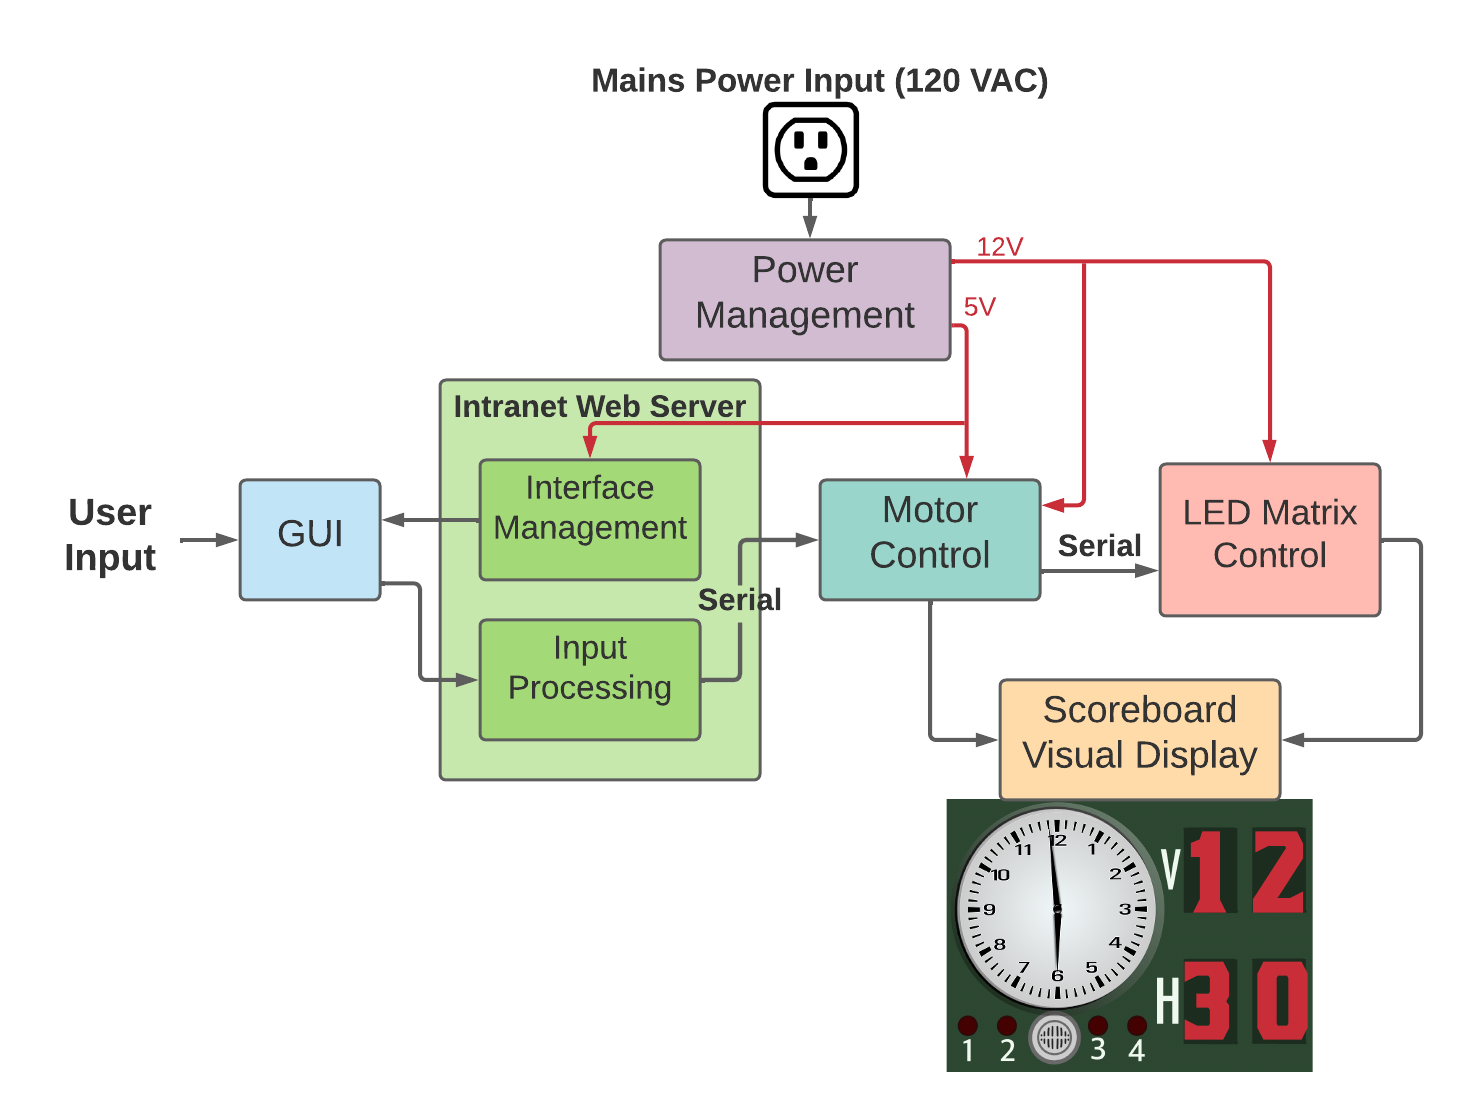 Mains Power Input (120 VAC)
Power
Management
12V
5V
Intranet Web Server
Interface
Management
User
Input
GUI
Motor
Control
Serial
LED Matrix
Control
Serial
Input
Processing
Scoreboard
Visual Display
12
1
2
3
4
5
6
7
8
9
10
11
V 12
H 30
1 2 3 4